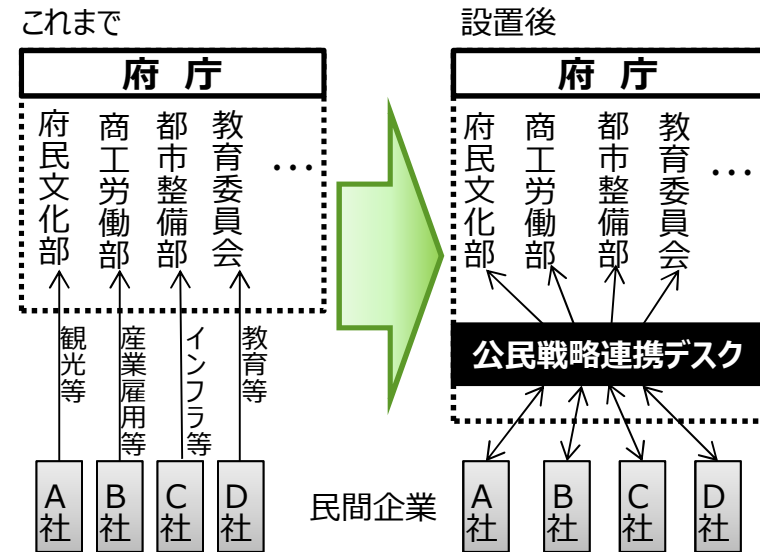 これまで
府 庁
府民文化部
商工労働部
都市整備部
教育委員会
…
観光等
産業雇用等
インフラ等
教育等
A社
B社
C社
D社
民間企業
設置後
府 庁
府民文化部
商工労働部
都市整備部
教育委員会
…
公民戦略連携デスク
A社
B社
C社
D社